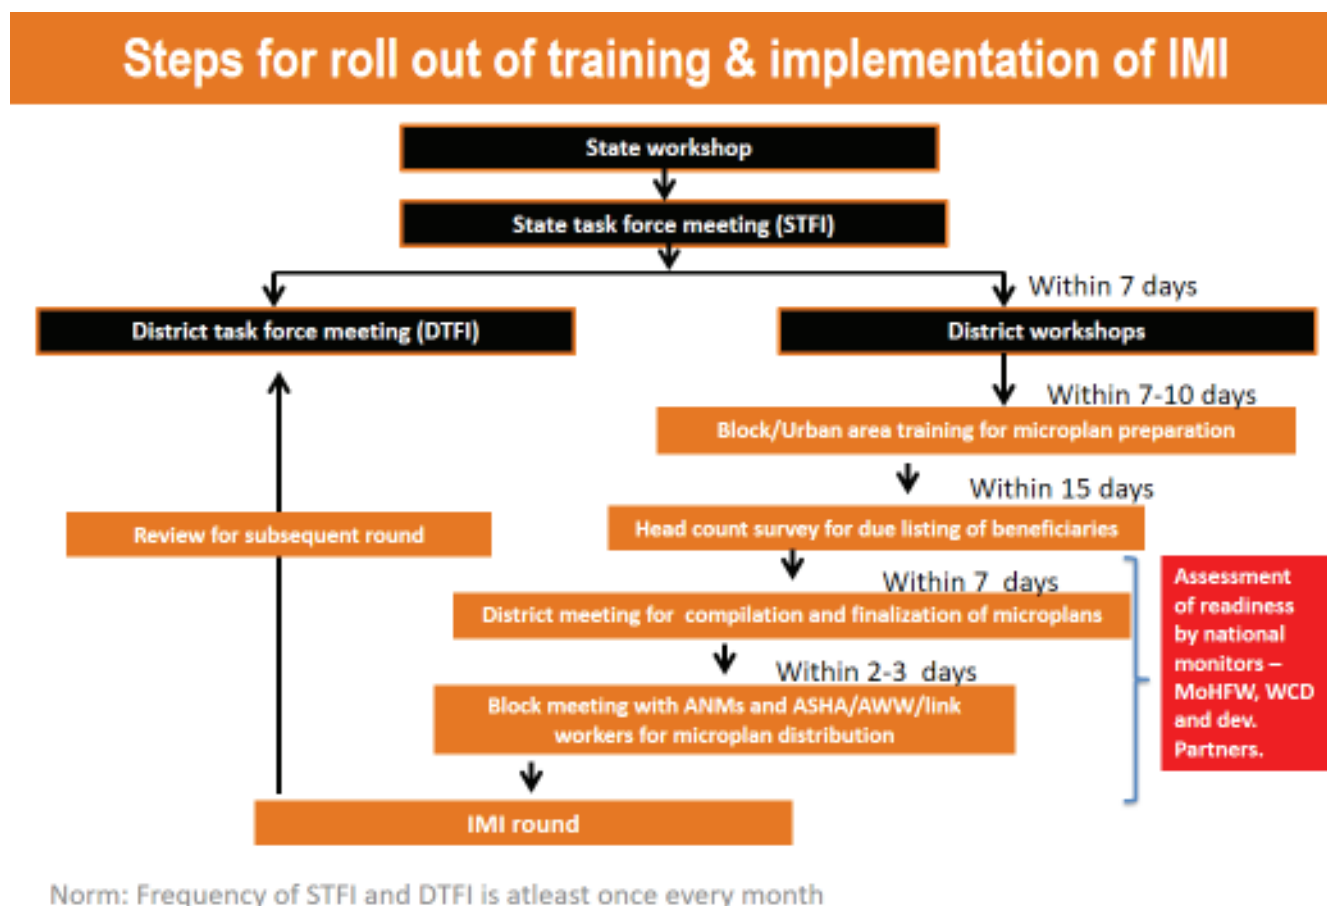 Steps for roll out of training & implementation of IMI
State workshop
State task force meeting (STFI)
Within 7 days
District task force meeting (DTFI)
District workshops
Within 7-10 days
Block/Urban area training for microplan preparation
Within 15 days
Review for subsequent round
Head count survey for due listing of beneficiaries
Within 7 days
District meeting for compilation and finalization of microplans
Within 2-3 days
Block meeting with ANMs and ASHA/AWW/link
workers for microplan distribution
Assessment
of readiness
by national
monitors –
MoHFW, WCD
and dev.
Partners.
IMI round
Norm: Frequency of STFI and DTFI is atleast once every month